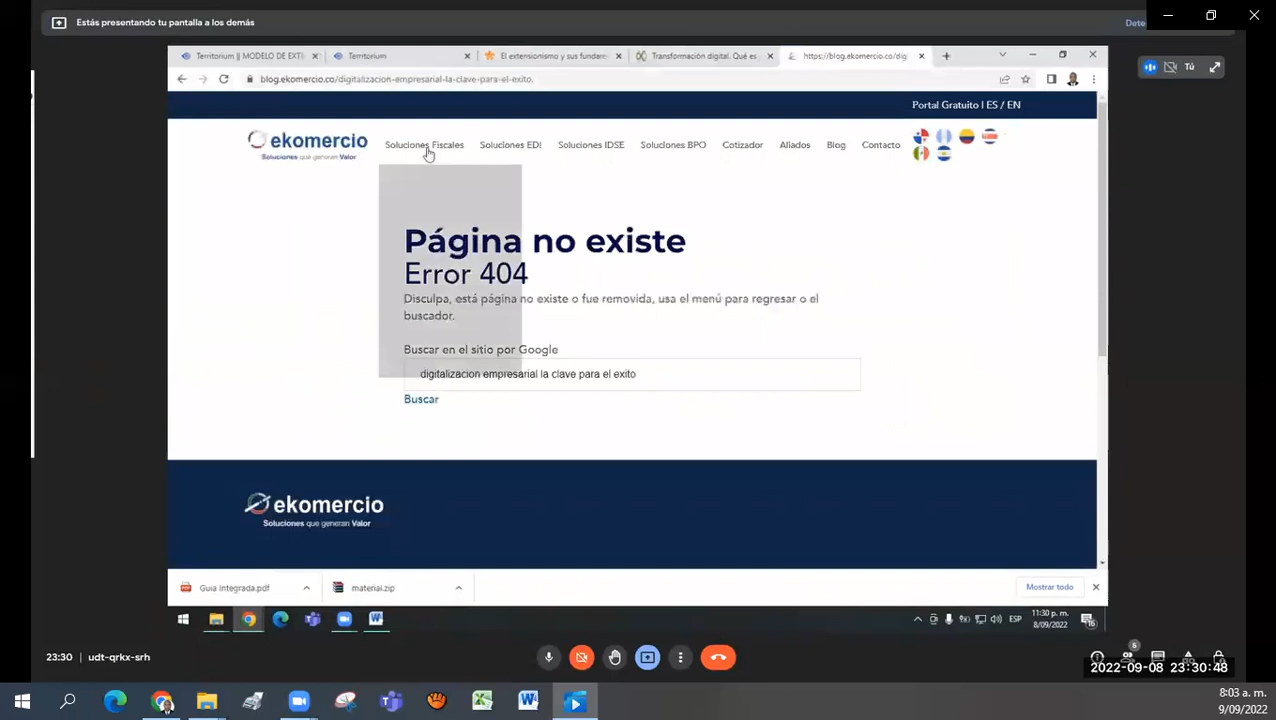 Estás presentando tu pantalla a los demás
Territorium || MODELO DE EXT
Territorium
El extensionismo y sus fundam
Transformación digital. Qué es
https://blog.ekomercio.co/dig
Tú
blog.ekomercio.co/digitalizacion-empresarial-la-clave-para-el-exito.
Portal Gratuito | ES / EN
ekomercio
Soluciones que generan Valor
Soluciones Fiscales
Soluciones EDI
Soluciones IDSE
Soluciones BPO
Cotizador
Aliados
Blog
Contacto
Página no existe
Error 404
Disculpa, está página no existe o fue removida, usa el menú para regresar o el
buscador.
Buscar en el sitio por Google
digitalizacion empresarial la clave para el exito
Buscar
ekomercio
Soluciones que generan Valor
Guia integrada.pdf
material.zip
Mostrar todo
ESP
11:30 p. m.
8/09/2022
16
23:30
udt-qrkx-srh
2022-09-08 23:30:48
8:03 a. m.
9/09/2022